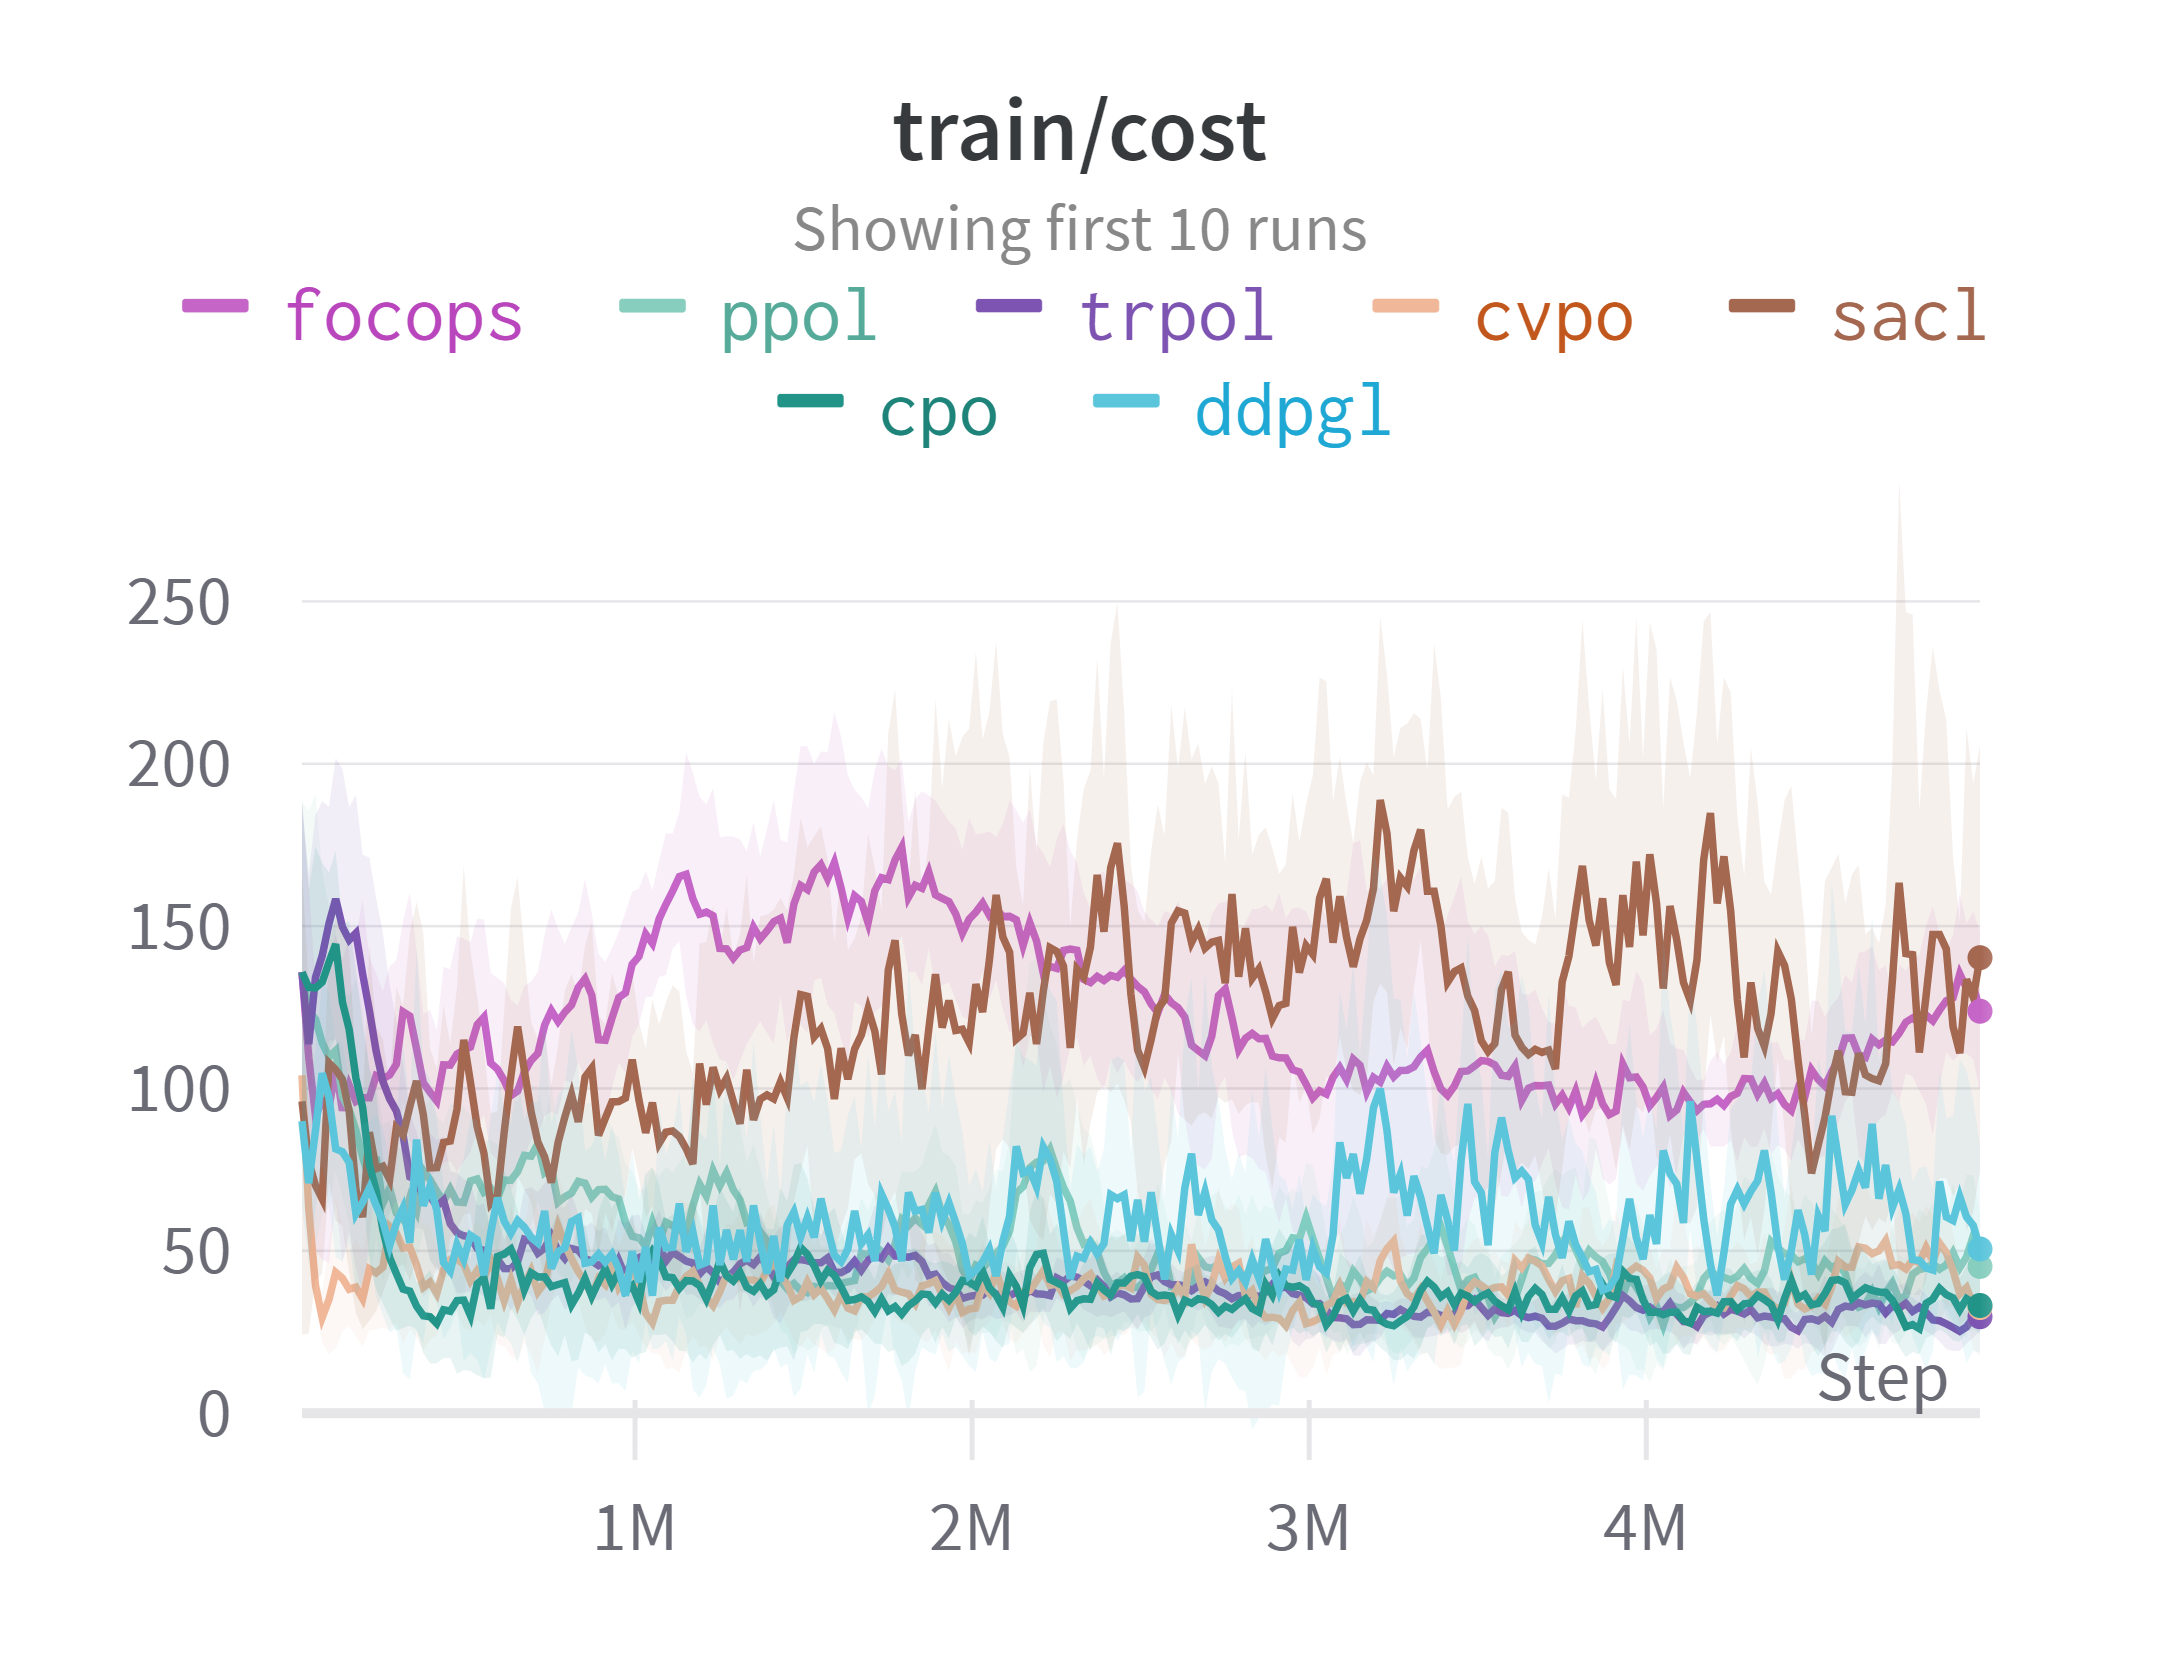 train/cost
Showing first 10 runs
focops ppol trpol cvpo sacl
cpo ddpgl
250
200
150
100
50
0
Step
1M 2M 3M 4M